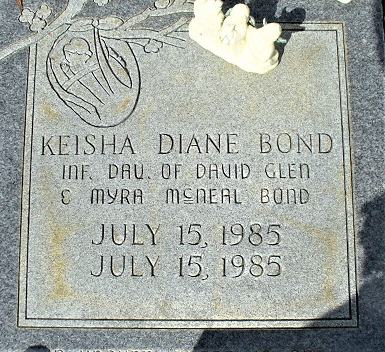 KEISHA DIANE BOND
INF. DAU. OF DAVID GLEN
& MYRA McNEAL BOND
JULY 15, 1985
JULY 15, 1985